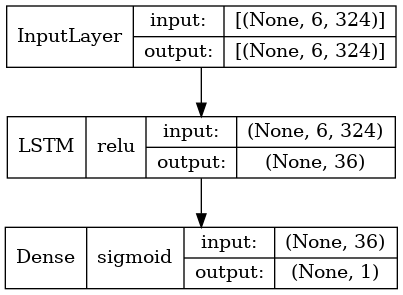 InputLayer input: [(None, 6, 324)]
output: [(None, 6, 324)]
LSTM relu input: (None, 6, 324)
output: (None, 36)
Dense sigmoid input: (None, 36)
output: (None, 1)